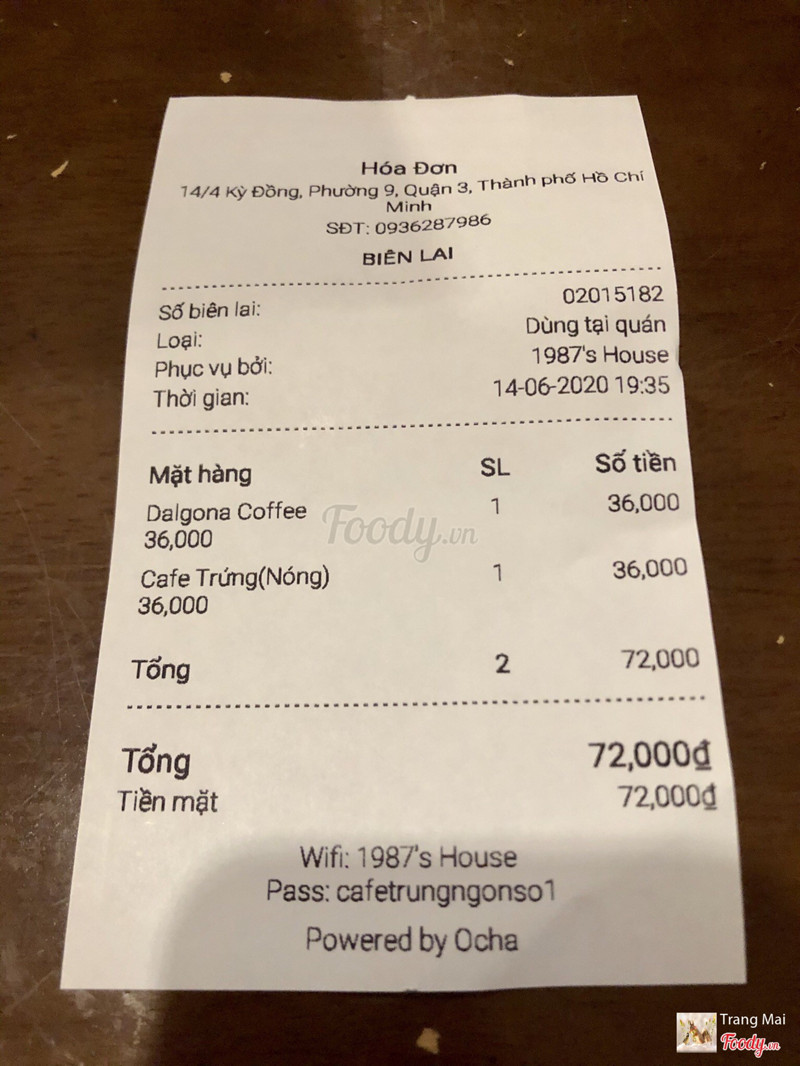 Hóa Đơn
14/4 Kỳ Đồng, Phường 9, Quận 3, Thành phố Hồ Chí
Minh
SĐT: 0936287986
BIÊN LAI
Số biên lai: 02015182
Loại: Dùng tại quán
Phục vụ bởi: 1987's House
Thời gian: 14-06-2020 19:35
Mặt hàng SL Số tiền
Dalgona Coffee 1 36,000
36,000
Cafe Trứng(Nóng) 1 36,000
36,000
Tổng 2 72,000
Tổng 72,000đ
Tiền mặt 72,000đ
Wifi: 1987's House
Pass: cafetrungngonso1
Powered by Ocha
Foody.vn
Trang Mai
Foody.vn